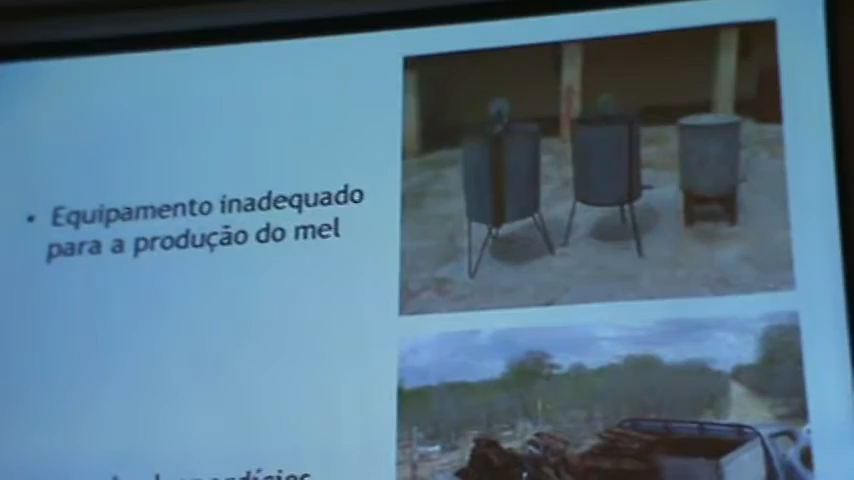 • Equipamento inadequado
para a produção do mel